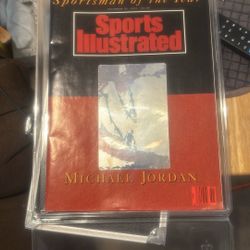 Sportsman of the Year
Sports
Illustrated
MICHAEL JORDAN